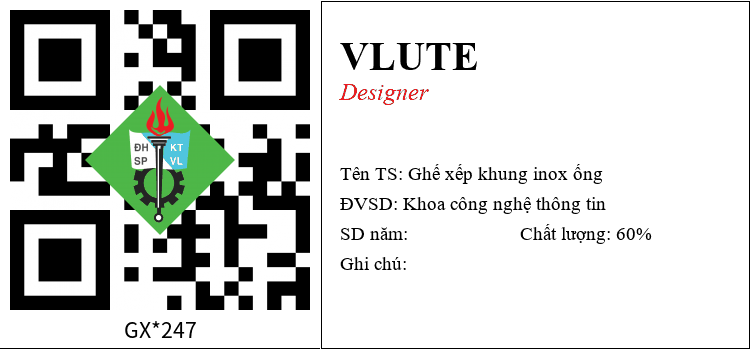 ĐH KT
SP VL
GX*247
VLUTE
Designer
Tên TS: Ghế xếp khung inox ống
ĐVSD: Khoa công nghệ thông tin
SD năm: Chất lượng: 60%
Ghi chú: